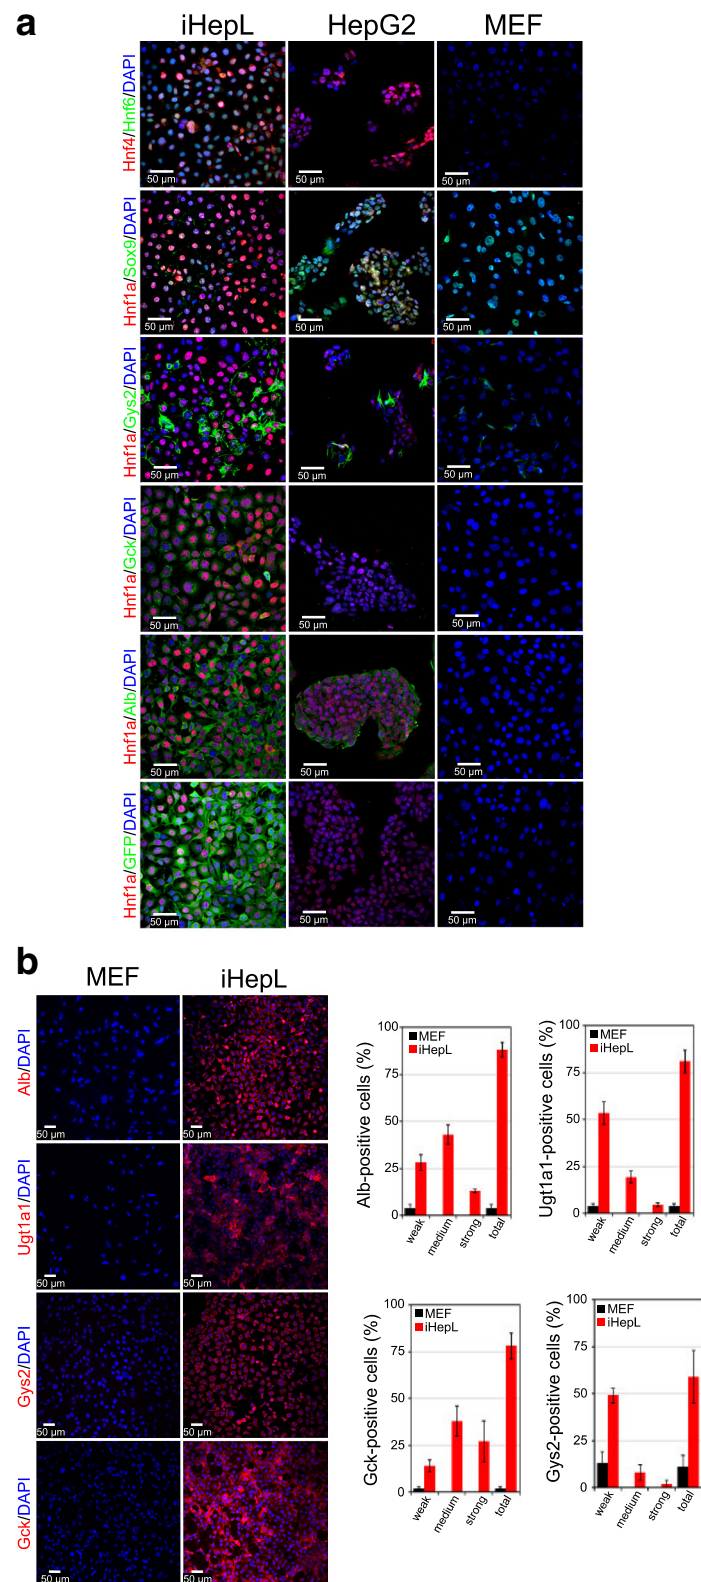 a
iHepL HepG2 MEF
Hnf4/Hnf6/DAPI
50 µm 50 µm 50 µm
Hnf1a/Sox9/DAPI
50 µm 50 µm 50 µm
Hnf1a/Gys2/DAPI
50 µm 50 µm 50 µm
Hnf1a/Gck/DAPI
50 µm 50 µm 50 µm
Hnf1a/Alb/DAPI
50 µm 50 µm 50 µm
Hnf1a/GFP/DAPI
50 µm 50 µm 50 µm
b
MEF iHepL
Alb/DAPI
50 µm 50 µm
Ugt1a1/DAPI
50 µm 50 µm
Gys2/DAPI
50 µm 50 µm
Gck/DAPI
50 µm 50 µm
Alb-positive cells (%)
100
75
50
25
0
MEF
iHepL
weak medium strong total
Ugt1a1-positive cells (%)
100
75
50
25
0
MEF
iHepL
weak medium strong total
Gck-positive cells (%)
100
75
50
25
0
MEF
iHepL
weak medium strong total
Gys2-positive cells (%)
100
75
50
25
0
MEF
iHepL
weak medium strong total